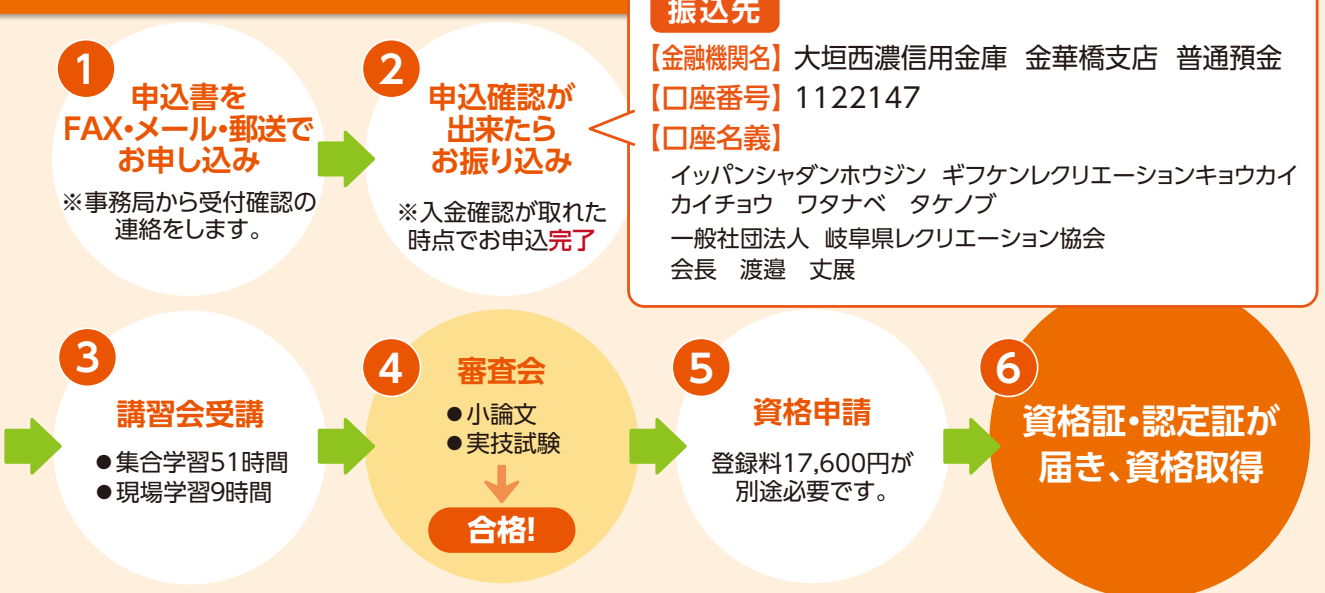 1
申込書を
FAX・メール・郵送で
お申し込み
※事務局から受付確認の
連絡をします。
2
申込確認が
出来たら
お振り込み
※入金確認が取れた
時点でお申込完了
振込先
【金融機関名】大垣西濃信用金庫 金華橋支店 普通預金
【口座番号】1122147
【口座名義】
イッパンシャダンホウジン ギフケンレクリエーションキョウカイ
カイチョウ ワタナベ タケノブ
一般社団法人 岐阜県レクリエーション協会
会長 渡邉 丈展
3
講習会受講
●集合学習51時間
●現場学習9時間
4
審査会
●小論文
●実技試験
合格!
5
資格申請
登録料17,600円が
別途必要です。
6
資格証・認定証が
届き、資格取得